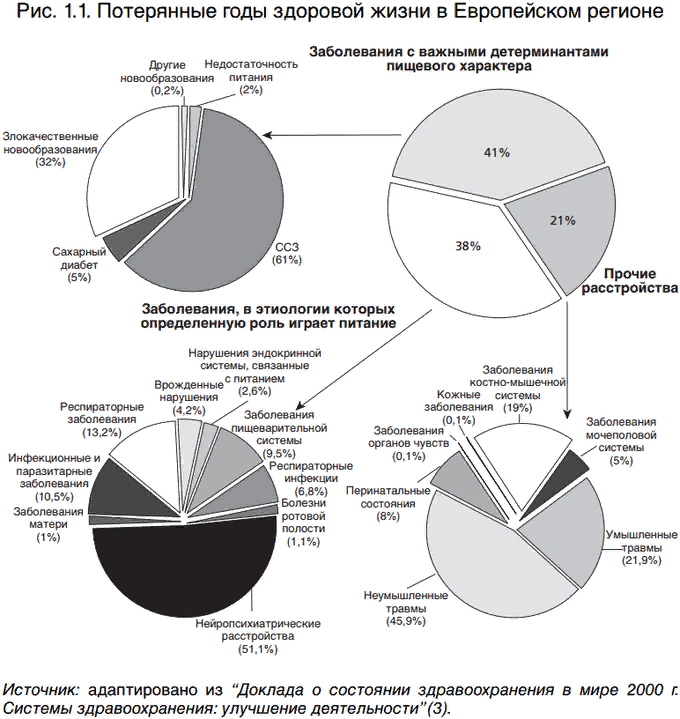 Рис. 1.1. Потерянные годы здоровой жизни в Европейском регионе
Заболевания с важными детерминантами
пищевого характера
Другие
новообразования
(0,2%)
Недостаточность
питания
(2%)
Злокачественные
новообразования
(32%)
Сахарный
диабет
(5%)
ССЗ
(61%)
41%
38%
21%
Прочие
расстройства
Заболевания, в этиологии которых
определенную роль играет питание
Нарушения эндокринной
системы, связанные
с питанием
(2,6%)
Врожденные
нарушения
(4,2%)
Респираторные
заболевания
(13,2%)
Заболевания
пищеварительной
системы
(9,5%)
Инфекционные и
паразитарные
заболевания
(10,5%)
Респираторные
инфекции
(6,8%)
Заболевания
матери
(1%)
Болезни
ротовой
полости
(1,1%)
Нейропсихиатрические
расстройства
(51,1%)
Заболевания
костно-мышечной
системы
(19%)
Кожные
заболевания
(0,1%)
Заболевания
органов чувств
(0,1%)
Заболевания
мочеполовой
системы
(5%)
Перинатальные
состояния
(8%)
Умышленные
травмы
(21,9%)
Неумышленные
травмы
(45,9%)
Источник: адаптировано из “Доклада о состоянии здравоохранения в мире 2000 г.
Системы здравоохранения: улучшение деятельности”(3).